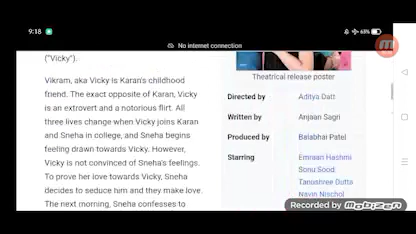 9:18
65%
No internet connection
("Vicky").
Vikram, aka Vicky is Karan's childhood
friend. The exact opposite of Karan, Vicky
is an extrovert and a notorious flirt. All
three lives change when Vicky joins Karan
and Sneha in college, and Sneha begins
feeling drawn towards Vicky. However,
Vicky is not convinced of Sneha's feelings.
To prove her love towards Vicky, Sneha
decides to seduce him and they make love.
The next morning, Sneha confesses to
Theatrical release poster
Directed by Aditya Datt
Written by Anjaan Sagri
Produced by Balabhai Patel
Starring Emraan Hashmi
Sonu Sood
Tanushree Dutta
Navin Nischol
Recorded by MOBIZEN